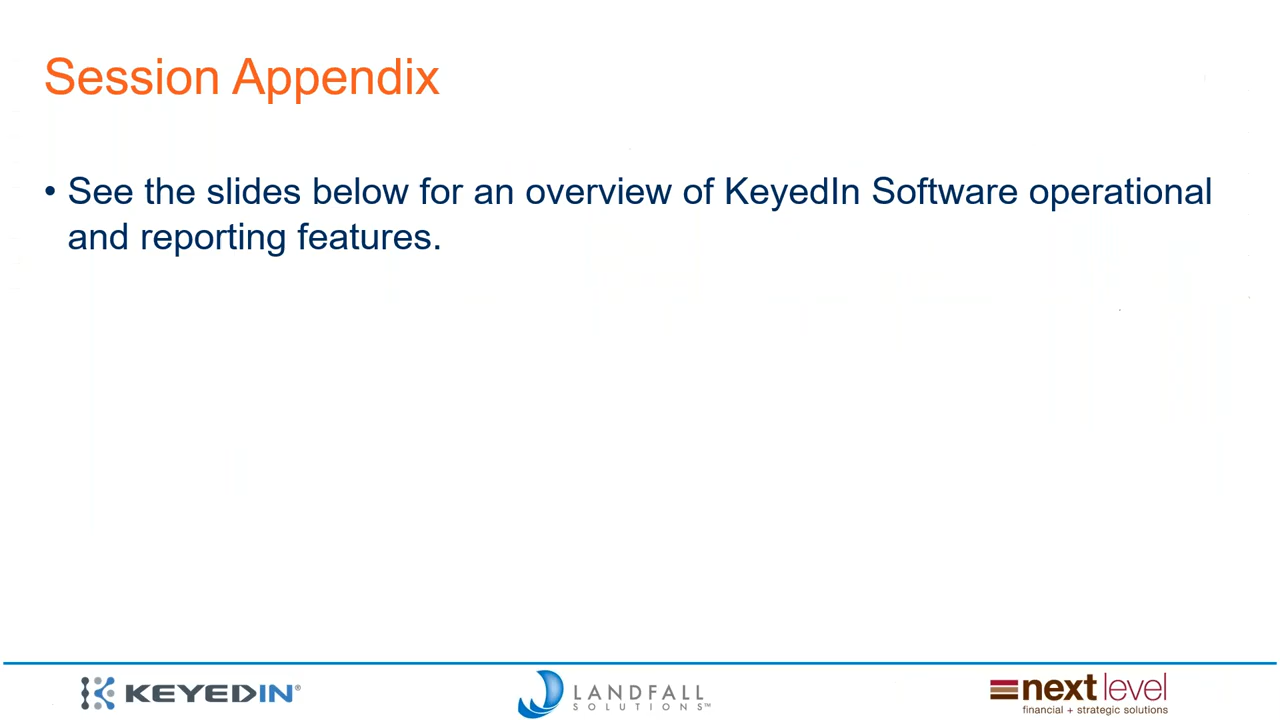 Session Appendix
• See the slides below for an overview of KeyedIn Software operational
and reporting features.
KEYEDIN®
LANDFALL
SOLUTIONS™
next level
financial + strategic solutions